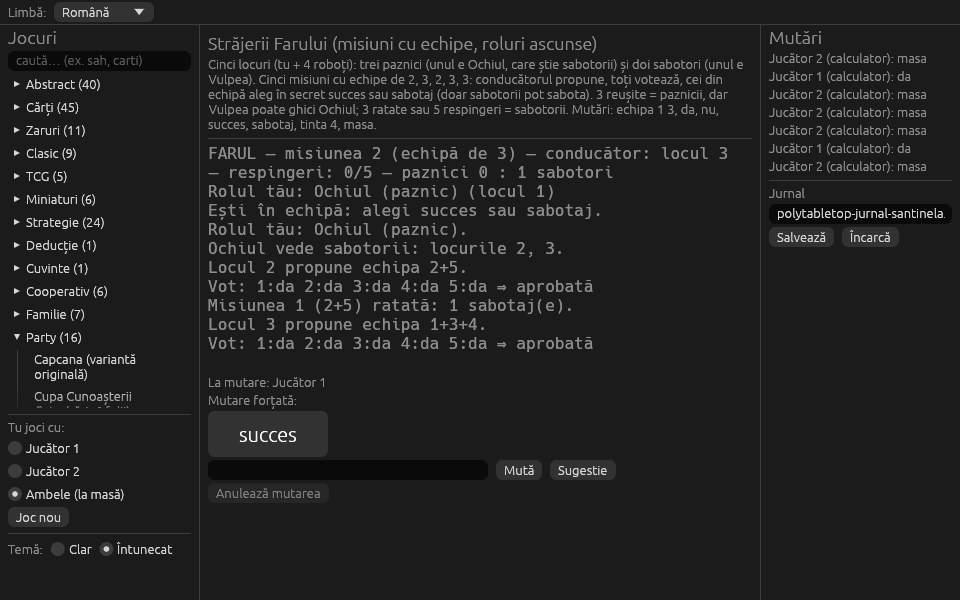 Limbă: Română
Jocuri
caută... (ex. sah, carti)
Abstract (40)
Cărți (45)
Zaruri (11)
Clasic (9)
TCG (5)
Miniaturi (6)
Strategie (24)
Deducție (1)
Cuvinte (1)
Cooperativ (6)
Familie (7)
Party (16)
Capcana (variantă
originală)
Cupa Cunoașterii
Tu joci cu:
Jucător 1
Jucător 2
Ambele (la masă)
Joc nou
Temă: Clar Întunecat
Străjerii Farului (misiuni cu echipe, roluri ascunse)
Cinci locuri (tu + 4 roboți): trei paznici (unul e Ochiul, care știe sabotorii) și doi sabotori (unul e
Vulpea). Cinci misiuni cu echipe de 2, 3, 2, 3, 3: conducătorul propune, toți votează, cei din
echipă aleg în secret succes sau sabotaj (doar sabotorii pot sabota). 3 reușite = paznicii, dar
Vulpea poate ghici Ochiul; 3 ratate sau 5 respingeri = sabotorii. Mutări: echipa 1 3, da, nu,
succes, sabotaj, tinta 4, masa.
FARUL — misiunea 2 (echipă de 3) — conducător: locul 3
— respingeri: 0/5 — paznici 0 : 1 sabotori
Rolul tău: Ochiul (paznic) (locul 1)
Ești în echipă: alegi succes sau sabotaj.
Rolul tău: Ochiul (paznic).
Ochiul vede sabotorii: locurile 2, 3.
Locul 2 propune echipa 2+5.
Vot: 1:da 2:da 3:da 4:da 5:da ⇒ aprobată
Misiunea 1 (2+5) ratată: 1 sabotaj(e).
Locul 3 propune echipa 1+3+4.
Vot: 1:da 2:da 3:da 4:da 5:da ⇒ aprobată
La mutare: Jucător 1
Mutare forțată:
succes
Mută Sugestie
Anulează mutarea
Mutări
Jucător 2 (calculator): masa
Jucător 1 (calculator): da
Jucător 2 (calculator): masa
Jucător 2 (calculator): masa
Jucător 2 (calculator): masa
Jucător 1 (calculator): da
Jucător 2 (calculator): masa
Jurnal
polytabletop-jurnal-santinela.
Salvează Încarcă